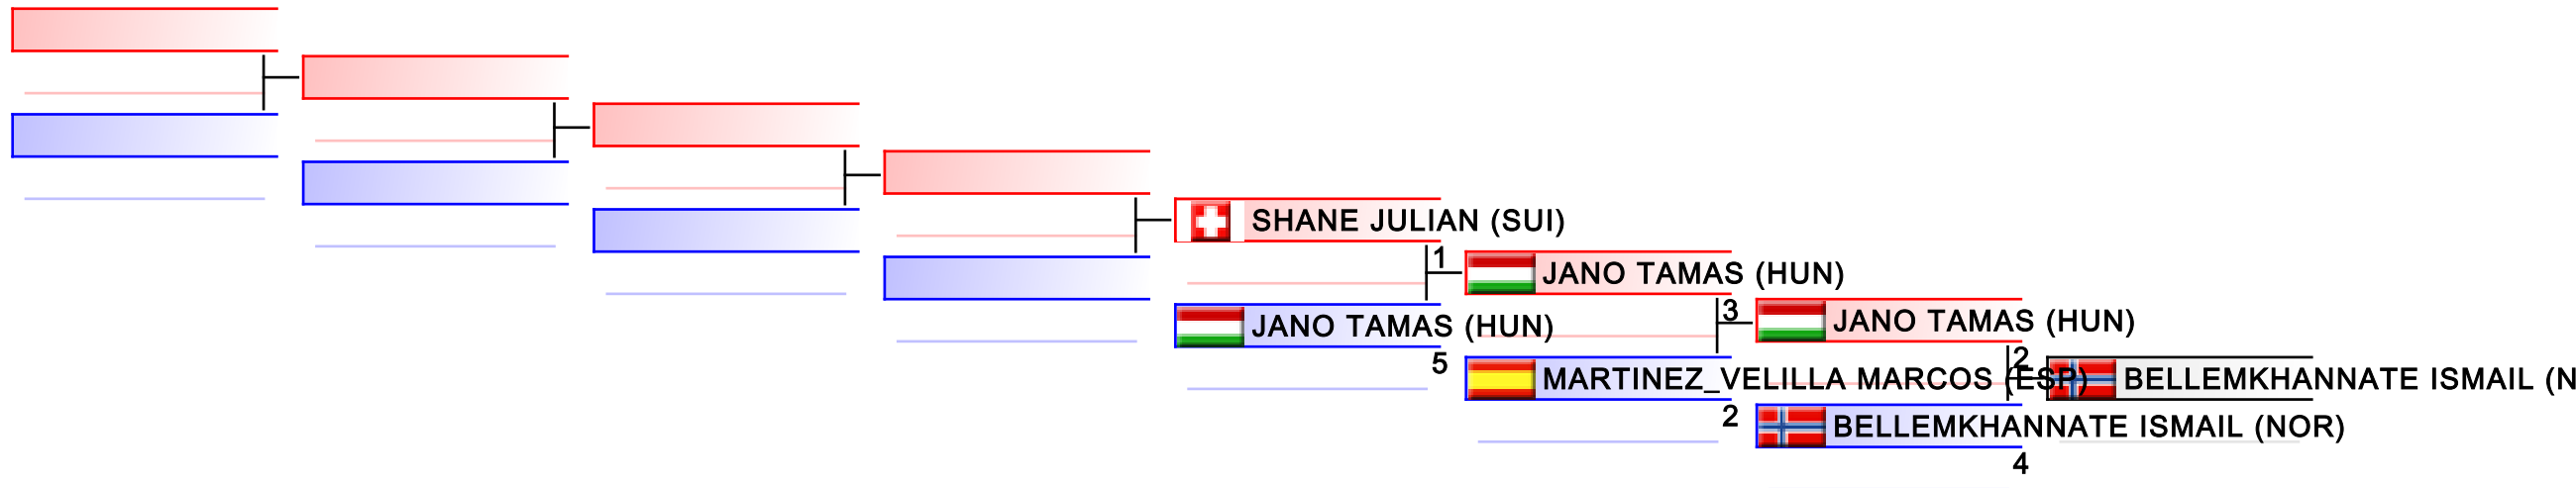 SHANE JULIAN (SUI)
1
JANO TAMAS (HUN)
JANO TAMAS (HUN)
5
3
JANO TAMAS (HUN)
MARTINEZ_VELILLA MARCOS (ESP)
2
2
BELLEMKHANNATE ISMAIL (N
BELLEMKHANNATE ISMAIL (NOR)
4